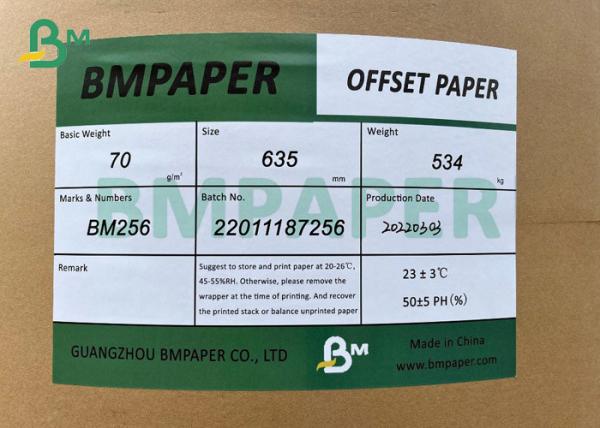 BM
BMPAPER
OFFSET PAPER
Basic Weight
70
g/m²
Size
635
mm
Weight
534
kg
BMPAPER
Marks & Numbers
BM256
Batch No.
22011187256
Production Date
20220303
Remark
Suggest to store and print paper at 20-26℃,
45-55%RH. Otherwise, please remove the
wrapper at the time of printing. And recover
the printed stack or balance unprinted paper
23 ± 3℃
50±5 PH(%)
GUANGZHOU BMPAPER CO., LTD
BM
Made in China
www.bmpaper.com